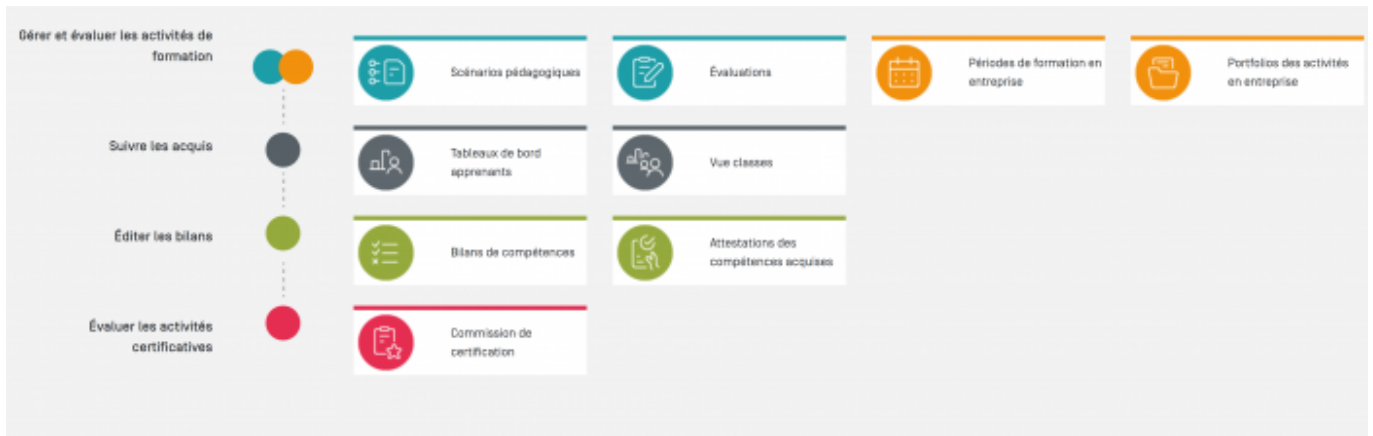 Gérer et évaluer les activités de
formation
Scénarios pédagogiques
Évaluations
Périodes de formation en
entreprise
Portfolios des activités
en entreprise
Suivre les acquis
Tableaux de bord
apprenants
Vue classes
Éditer les bilans
Bilans de compétences
Attestations des
compétences acquises
Évaluer les activités
certificatives
Commission de
certification